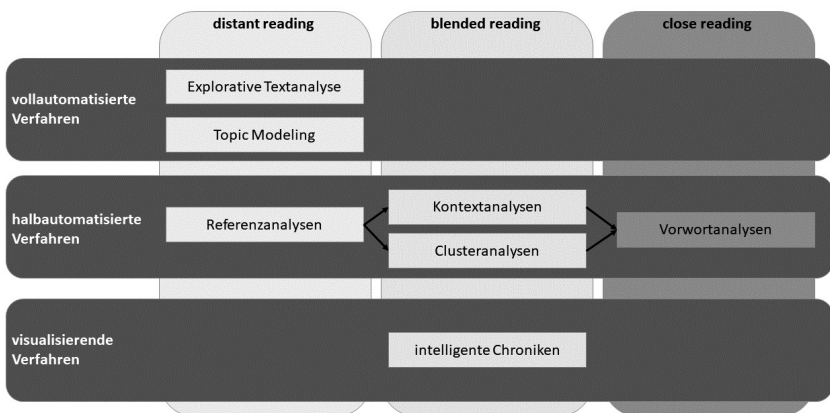 distant reading
blended reading
close reading
vollautomatisierte
Verfahren
Explorative Textanalyse
Topic Modeling
halbautomatisierte
Verfahren
Referenzanalysen
Kontextanalysen
Clusteranalysen
Vorwortanalysen
visualisierende
Verfahren
intelligente Chroniken